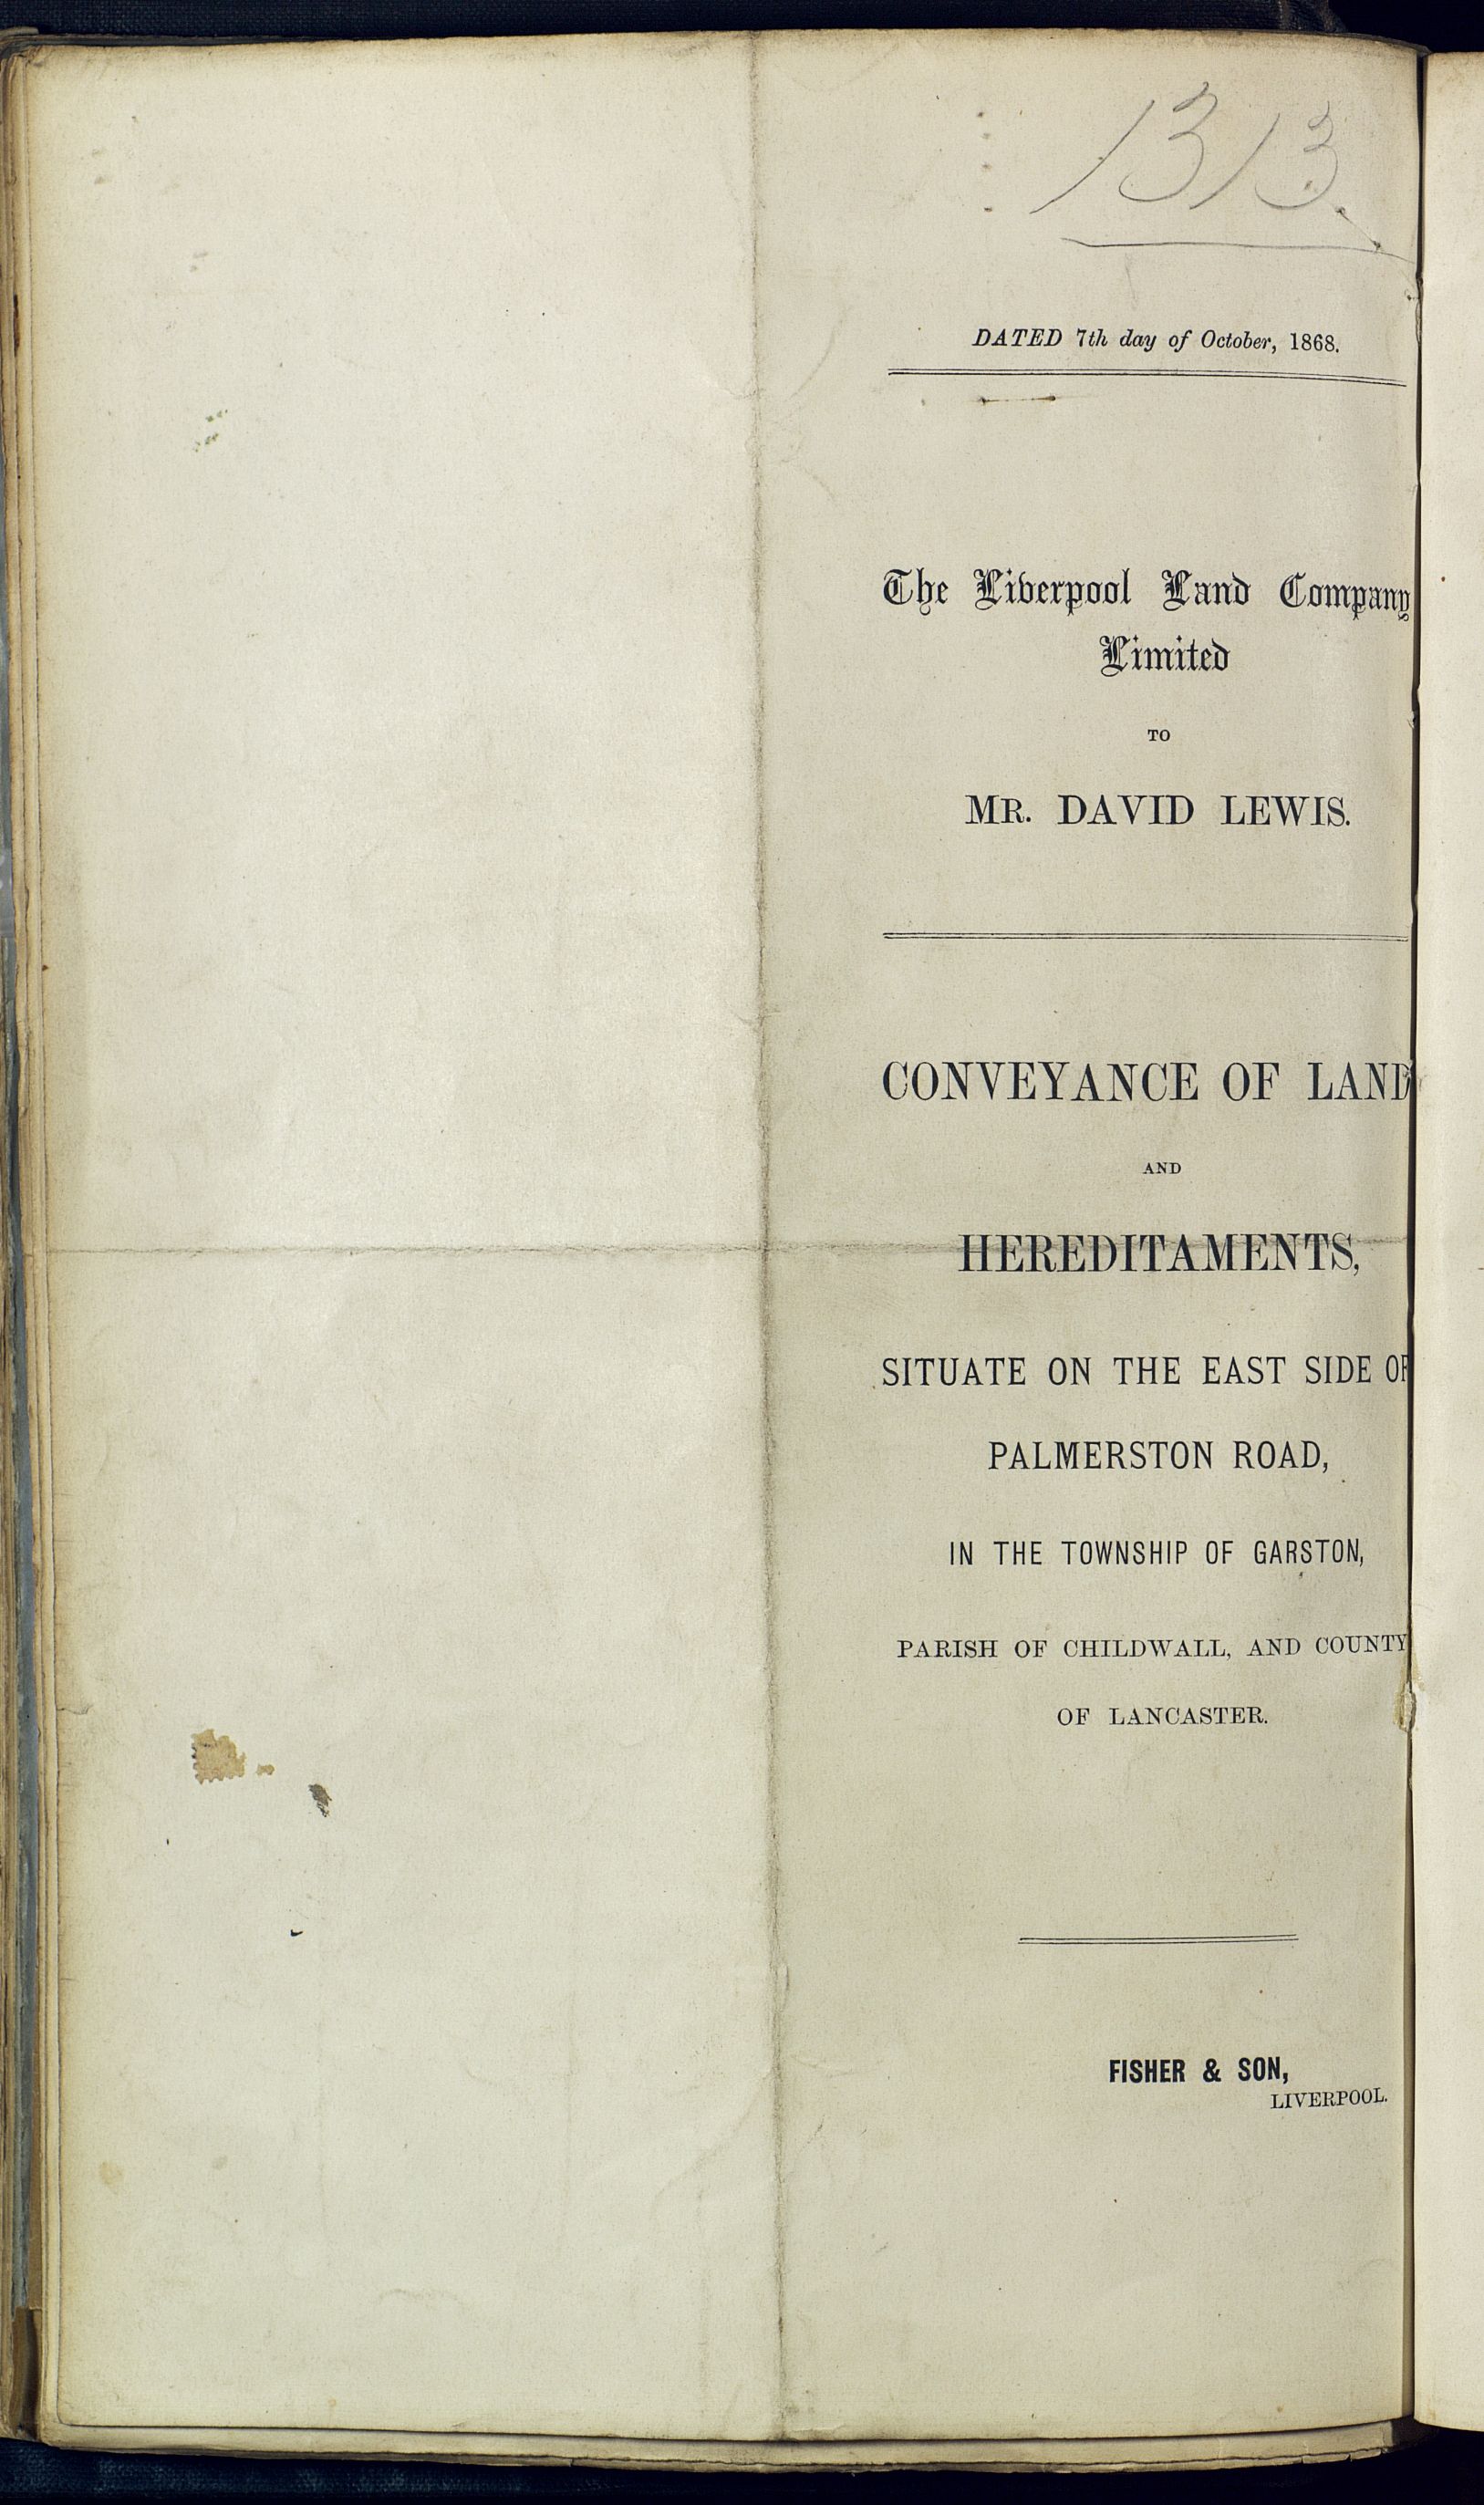 1313.
DATED 7th day of October, 1868.
The Liverpool Land Company
Limited
TO
MR. DAVID LEWIS.
CONVEYANCE OF LAND
AND
HEREDITAMENTS,
SITUATE ON THE EAST SIDE OF
PALMERSTON ROAD,
IN THE TOWNSHIP OF GARSTON,
PARISH OF CHILDWALL, AND COUNTY
OF LANCASTER.
FISHER & SON,
LIVERPOOL.